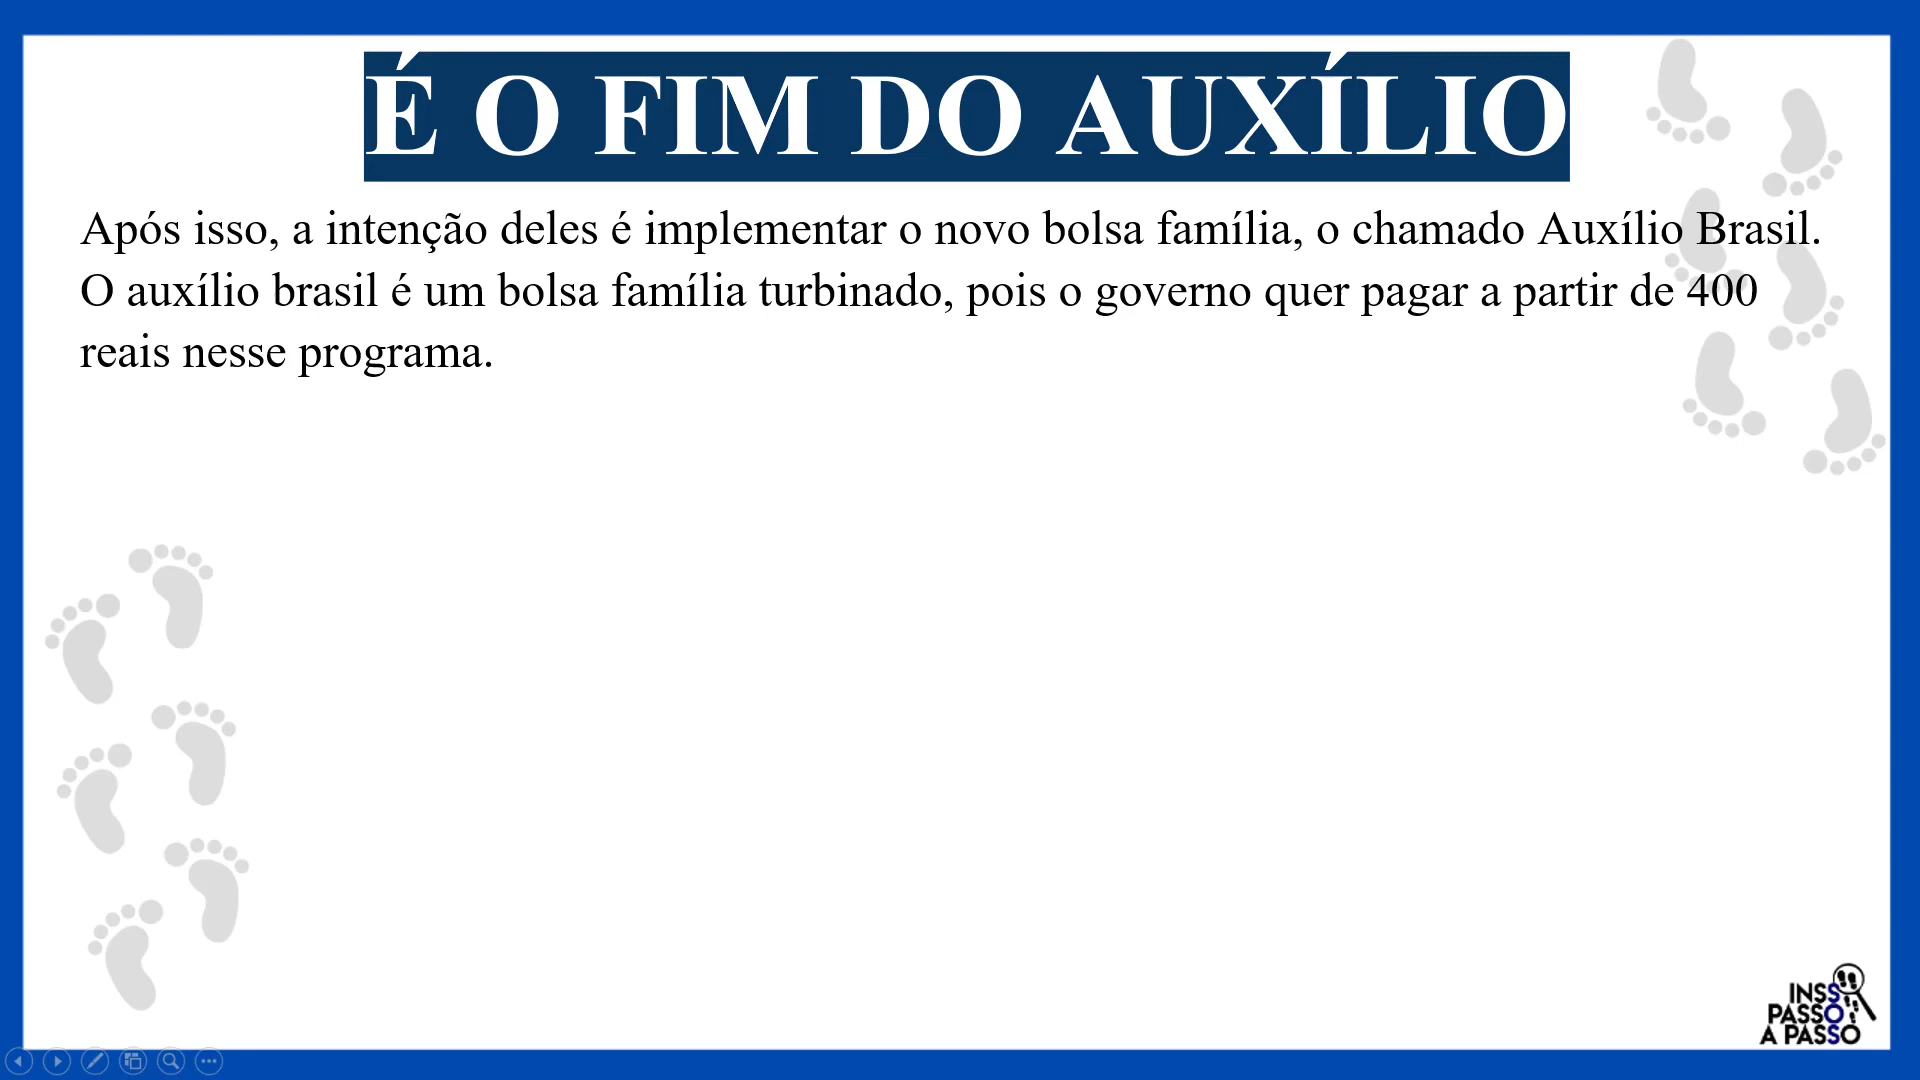 É O FIM DO AUXÍLIO
Após isso, a intenção deles é implementar o novo bolsa família, o chamado Auxílio Brasil.
O auxílio brasil é um bolsa família turbinado, pois o governo quer pagar a partir de 400
reais nesse programa.
INSS
PASSO
A PASSO